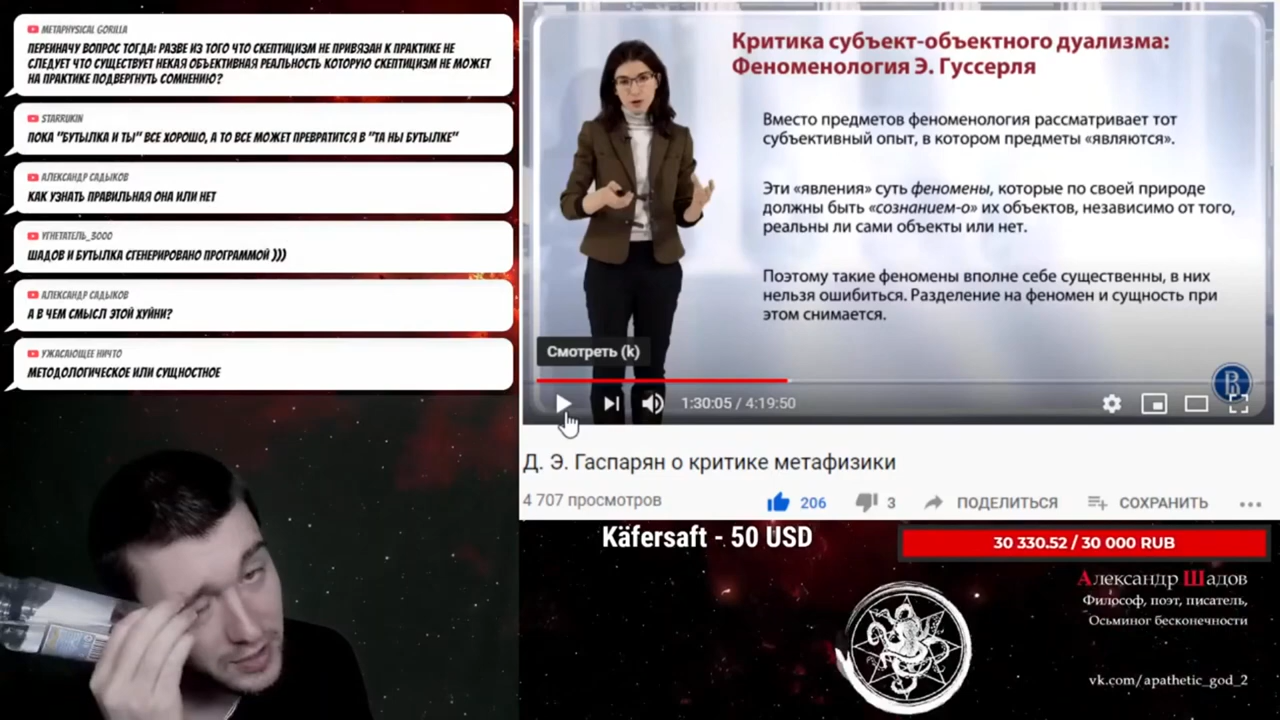 METAPHYSICAL GORILLA
ПЕРЕИНАЧУ ВОПРОС ТОГДА: РАЗВЕ ИЗ ТОГО ЧТО СКЕПТИЦИЗМ НЕ ПРИВЯЗАН К ПРАКТИКЕ НЕ
СЛЕДУЕТ ЧТО СУЩЕСТВУЕТ НЕКАЯ ОБЪЕКТИВНАЯ РЕАЛЬНОСТЬ КОТОРУЮ СКЕПТИЦИЗМ НЕ МОЖЕТ
НА ПРАКТИКЕ ПОДВЕРГНУТЬ СОМНЕНИЮ?
STARRUKIN
ПОКА "БУТЫЛКА И ТЫ" ВСЕ ХОРОШО, А ТО ВСЕ МОЖЕТ ПРЕВРАТИТСЯ В "ТА НЫ БУТЫЛКЕ"
АЛЕКСАНДР САДЫКОВ
КАК УЗНАТЬ ПРАВИЛЬНАЯ ОНА ИЛИ НЕТ
УГНЕТАТЕЛЬ_3000
ШАДОВ И БУТЫЛКА СГЕНЕРИРОВАНО ПРОГРАММОЙ )))
АЛЕКСАНДР САДЫКОВ
А В ЧЕМ СМЫСЛ ЭТОЙ ХУЙНИ?
УЖАСАЮЩЕЕ НИЧТО
МЕТОДОЛОГИЧЕСКОЕ ИЛИ СУЩНОСТНОЕ
Критика субъект-объектного дуализма:
Феноменология Э. Гуссерля
Вместо предметов феноменология рассматривает тот
субъективный опыт, в котором предметы «являются».
Эти «явления» суть феномены, которые по своей природе
должны быть «сознанием-о» их объектов, независимо от того,
реальны ли сами объекты или нет.
Поэтому такие феномены вполне себе существенны, в них
нельзя ошибиться. Разделение на феномен и сущность при
этом снимается.
Смотреть (k)
1:30:05 / 4:19:50
Д. Э. Гаспарян о критике метафизики
4 707 просмотров
206
3
ПОДЕЛИТЬСЯ
СОХРАНИТЬ
Käfersaft - 50 USD
30 330.52 / 30 000 RUB
Александр Шадов
Философ, поэт, писатель,
Осьминог бесконечности
vk.com/apathetic_god_2